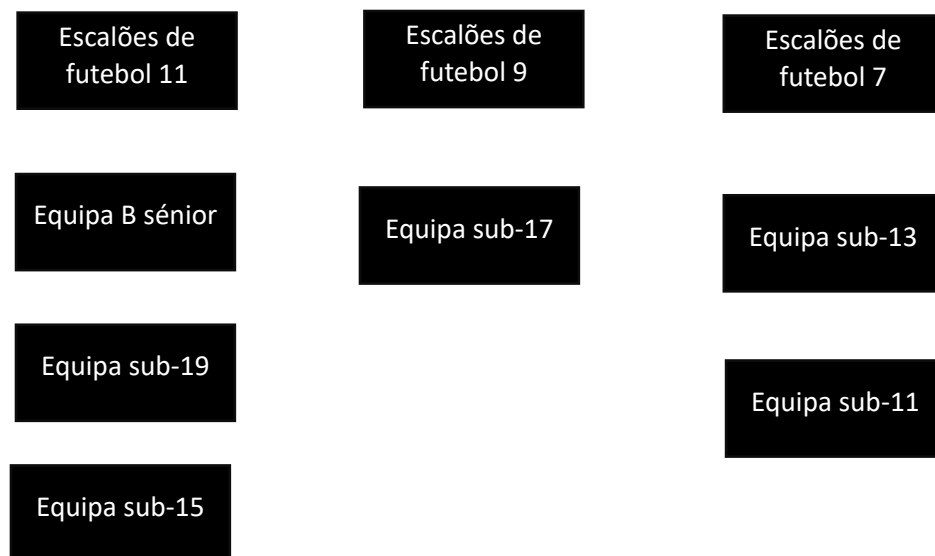 Escalões de
futebol 11
Escalões de
futebol 9
Escalões de
futebol 7
Equipa B sénior
Equipa sub-17
Equipa sub-13
Equipa sub-19
Equipa sub-11
Equipa sub-15